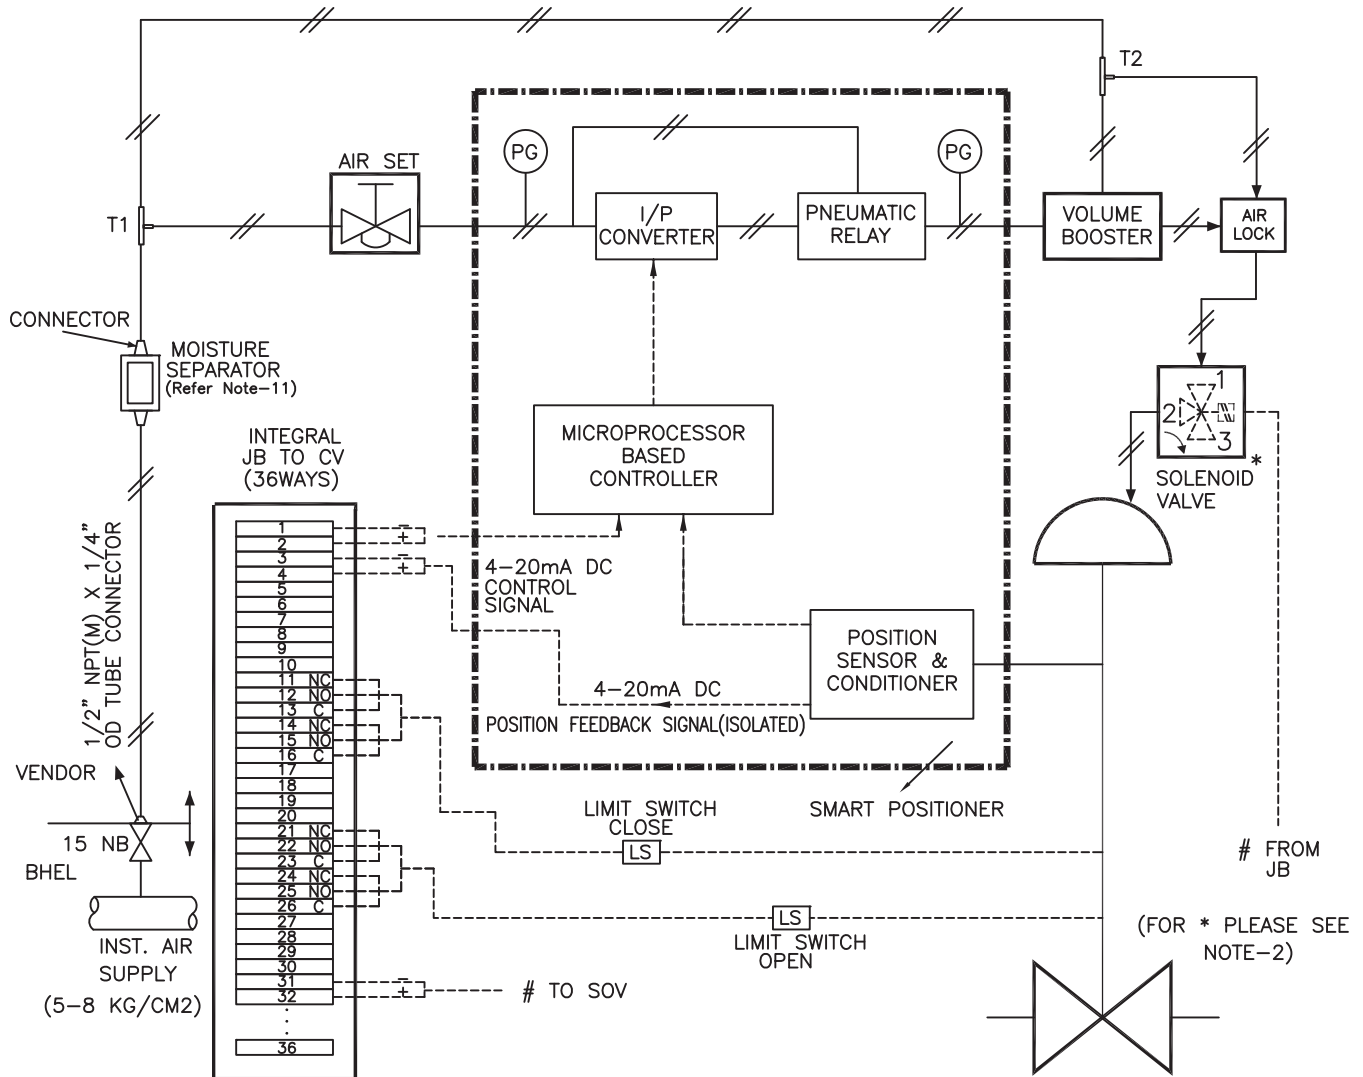 T2
AIR SET
PG
PG
T1
I/P
CONVERTER
PNEUMATIC
RELAY
VOLUME
BOOSTER
AIR
LOCK
CONNECTOR
MOISTURE
SEPARATOR
(Refer Note-11)
1
2
3
SOLENOID *
VALVE
INTEGRAL
JB TO CV
(36WAYS)
MICROPROCESSOR
BASED
CONTROLLER
1/2" NPT(M) X 1/4"
OD TUBE CONNECTOR
1 -
2 +
3 -
4 +
5
6
7
8
9
10
11 NC
12 NO
13 C
14 NC
15 NO
16 C
17
18
19
20
21 NC
22 NO
23 C
24 NC
25 NO
26 C
27
28
29
30
31 -
32 +
36
4-20mA DC
CONTROL
SIGNAL
POSITION
SENSOR &
CONDITIONER
4-20mA DC
POSITION FEEDBACK SIGNAL(ISOLATED)
SMART POSITIONER
VENDOR
15 NB
BHEL
INST. AIR
SUPPLY
(5-8 KG/CM2)
LIMIT SWITCH
CLOSE
LS
LS
LIMIT SWITCH
OPEN
# TO SOV
# FROM
JB
(FOR * PLEASE SEE
NOTE-2)